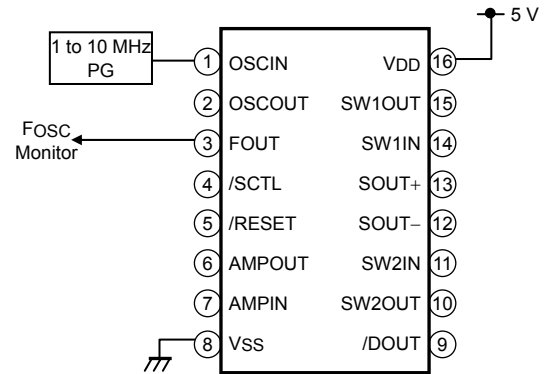 5 V
1 to 10 MHz
PG
FOSC
Monitor
1 OSCIN
2 OSCOUT
3 FOUT
4 /SCTL
5 /RESET
6 AMPOUT
7 AMPIN
8 VSS
VDD 16
SW1OUT 15
SW1IN 14
SOUT+ 13
SOUT− 12
SW2IN 11
SW2OUT 10
/DOUT 9